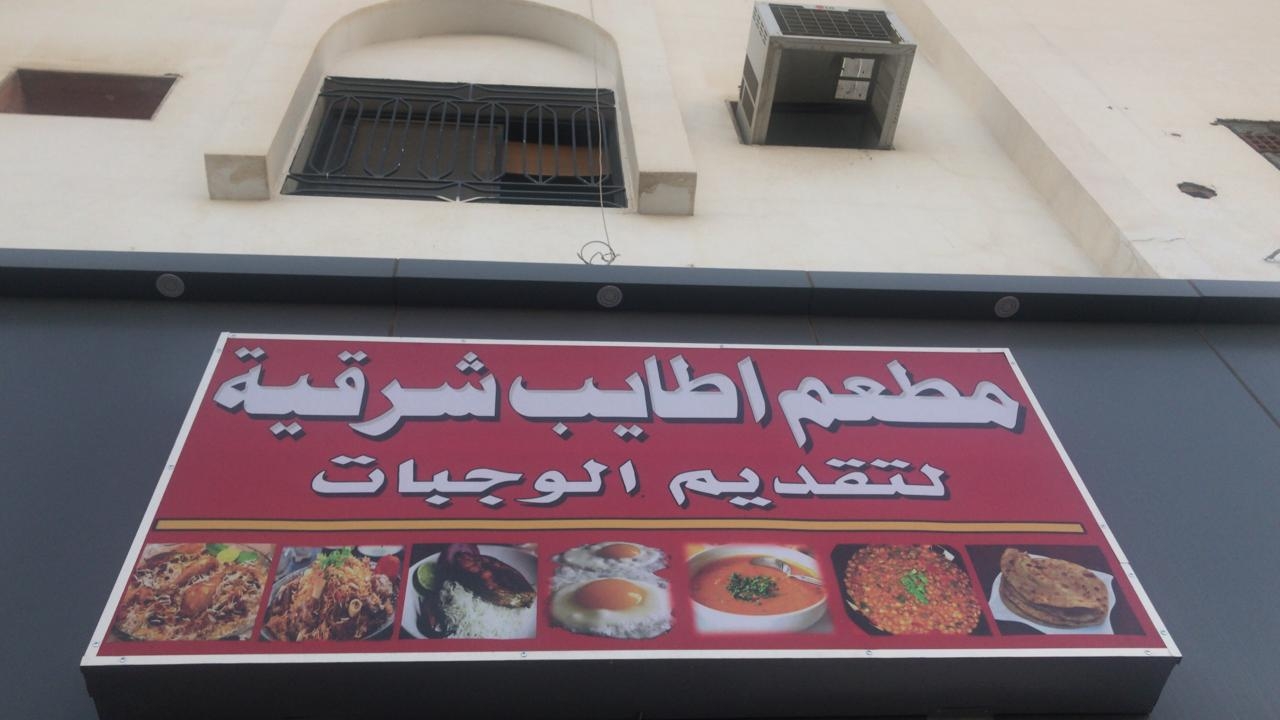 مطعم اطايب شرقية
لتقديم الوجبات